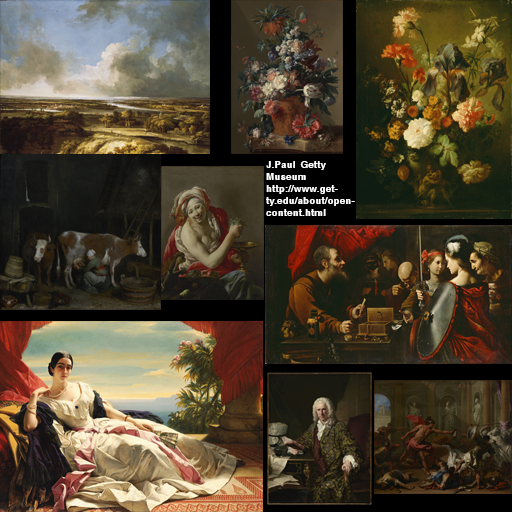 J.Paul Getty
Museum
http://www.get-
ty.edu/about/open-
content.html